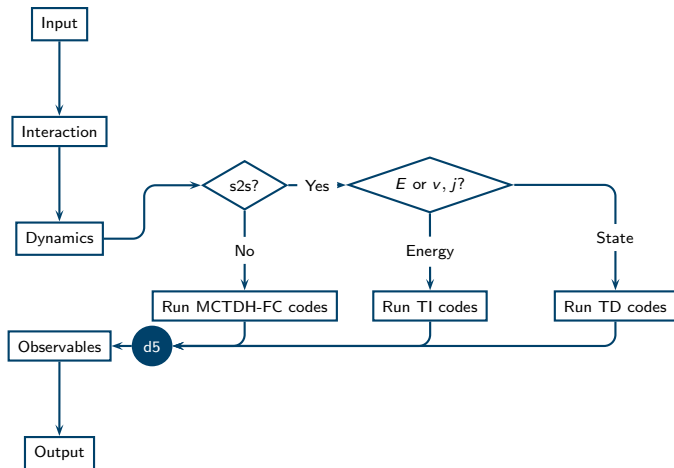 Input
Interaction
Dynamics
s2s?
Yes
E or v, j?
No
Energy
State
Run MCTDH-FC codes
Run TI codes
Run TD codes
Observables
d5
Output